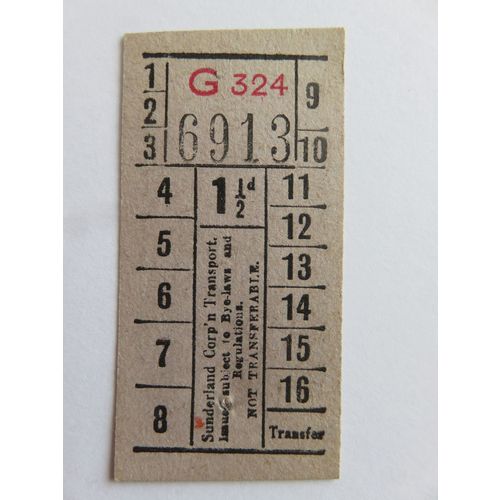 G 324
6913
1
2
3
9
10
4
5
6
7
8
1½d
Sunderland Corp'n Transport.
Issued subject to Bye-laws and
Regulations.
NOT TRANSFERABLE.
11
12
13
14
15
16
Transfer